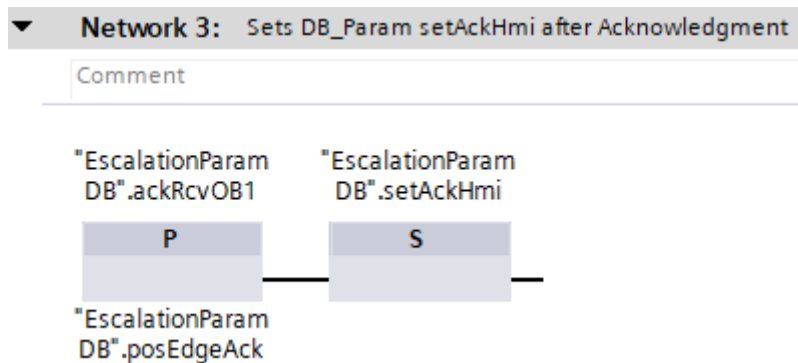 Network 3: Sets DB_Param setAckHmi after Acknowledgment
Comment
"EscalationParam
DB".ackRcvOB1
"EscalationParam
DB".setAckHmi
P
S
"EscalationParam
DB".posEdgeAck